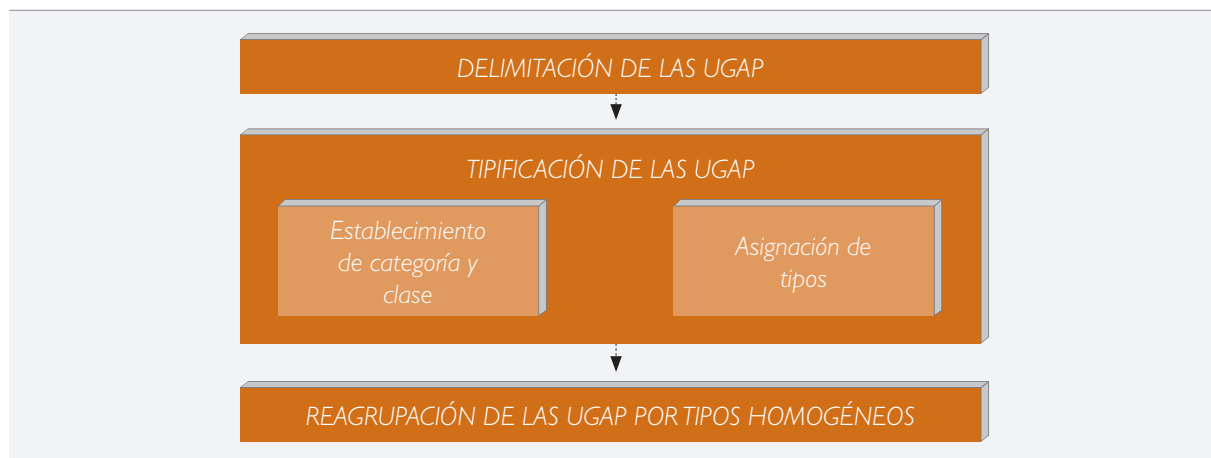 DELIMITACIÓN DE LAS UGAP
TIPIFICACIÓN DE LAS UGAP
Establecimiento
de categoría y
clase
Asignación de
tipos
REAGRUPACIÓN DE LAS UGAP POR TIPOS HOMOGÉNEOS